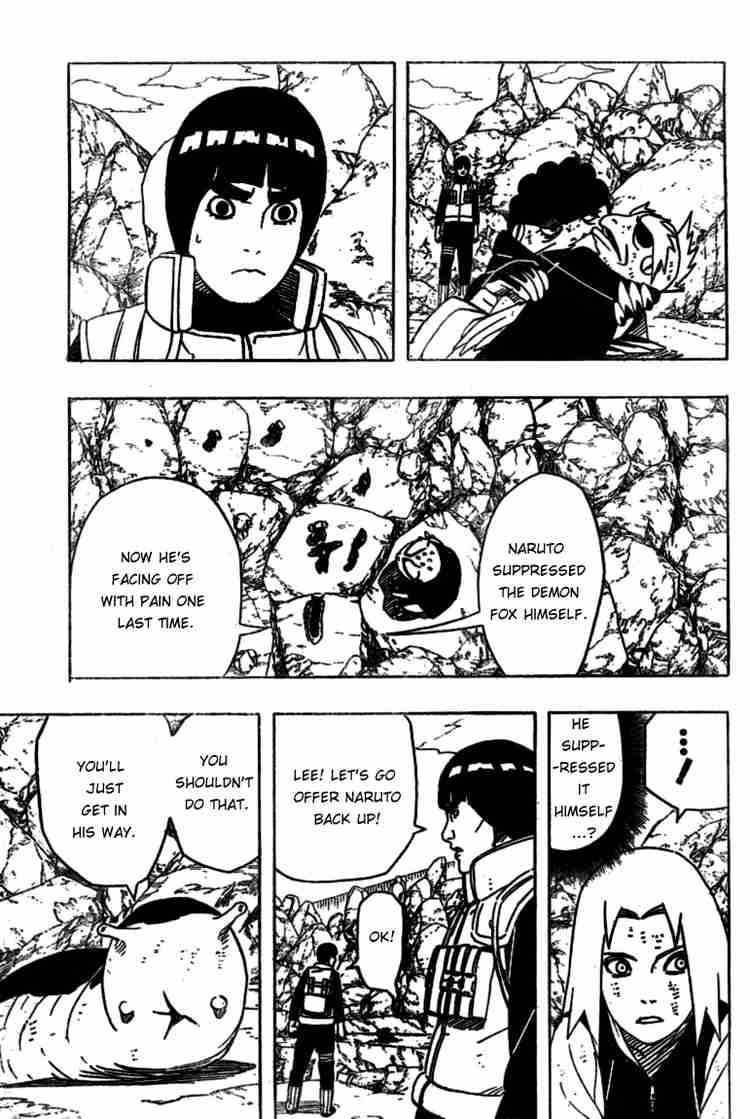 NARUTO
SUPPRESSED
THE DEMON
FOX HIMSELF.
NOW HE'S
FACING OFF
WITH PAIN ONE
LAST TIME.
...!
HE
SUPP-
-RESSED
IT
HIMSELF
...?
LEE! LET'S GO
OFFER NARUTO
BACK UP!
OK!
YOU
SHOULDN'T
DO THAT.
YOU'LL
JUST
GET IN
HIS WAY.